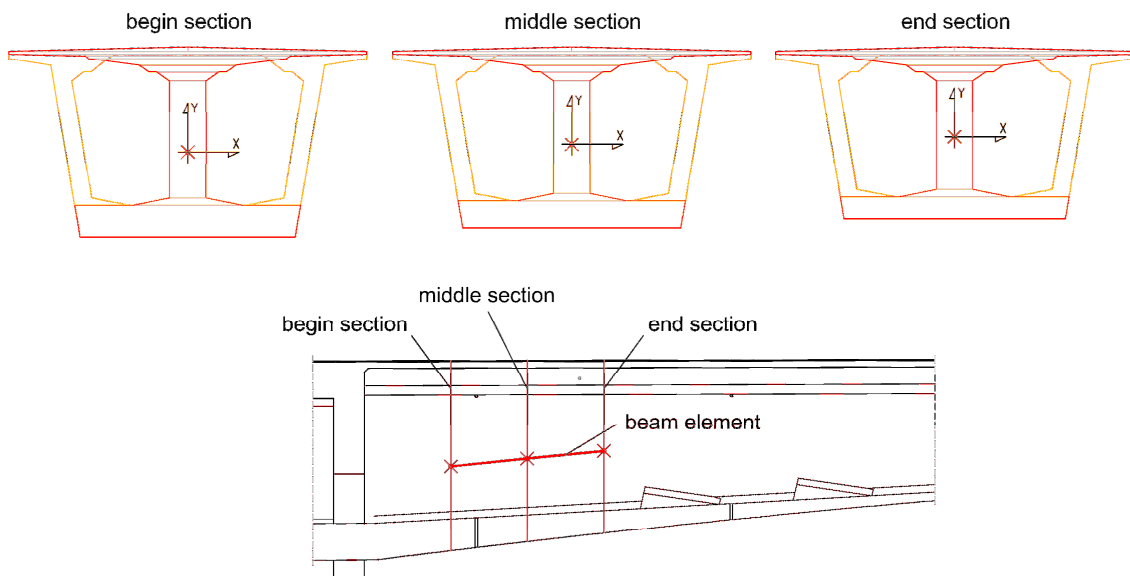 begin section
middle section
end section
Y
X
Y
X
Y
X
middle section
begin section
end section
beam element